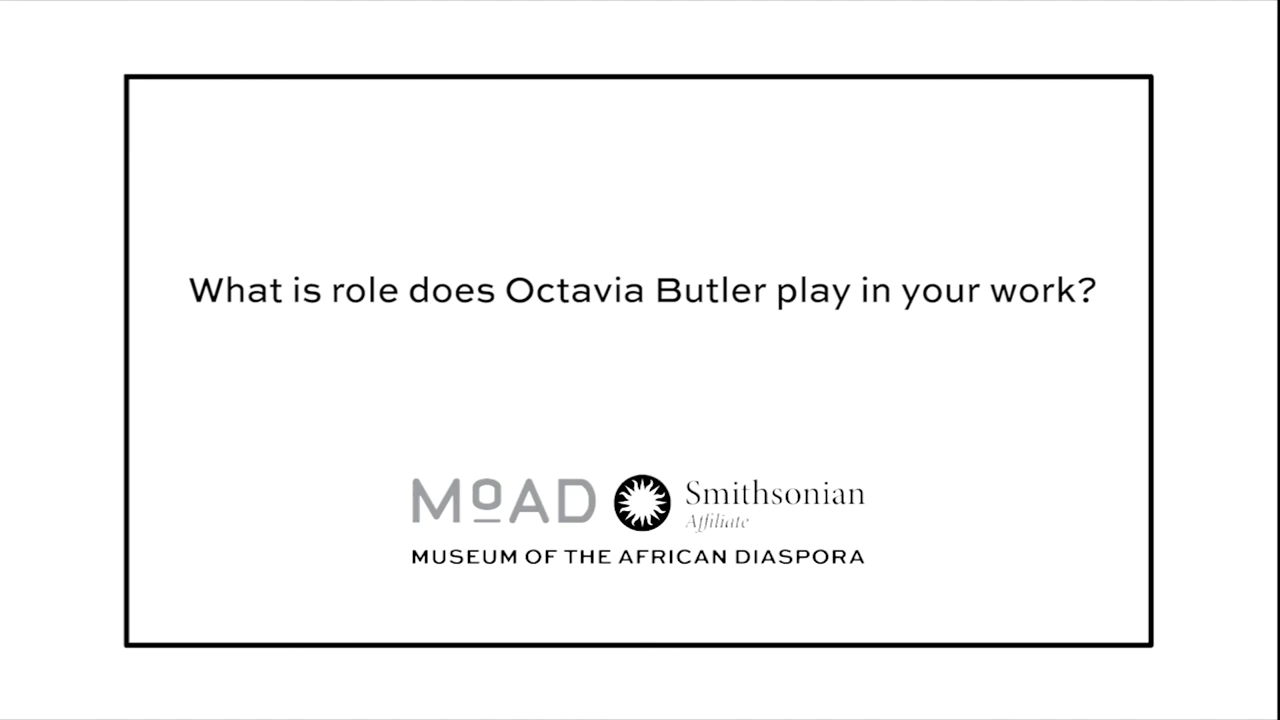 What is role does Octavia Butler play in your work?
MoAD Smithsonian
Affiliate
MUSEUM OF THE AFRICAN DIASPORA